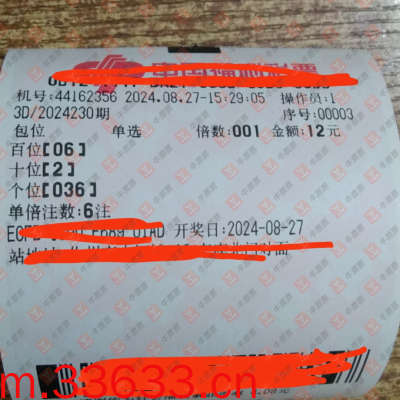 机号:44162356 2024.08.27-15:29:05 操作员:1
3D/2024230期 序号:00003
包位 单选 倍数:001 金额:12元
百位[06]
十位[2]
个位[036]
单倍注数:6注
开奖日:2024-08-27
m.33633.cn